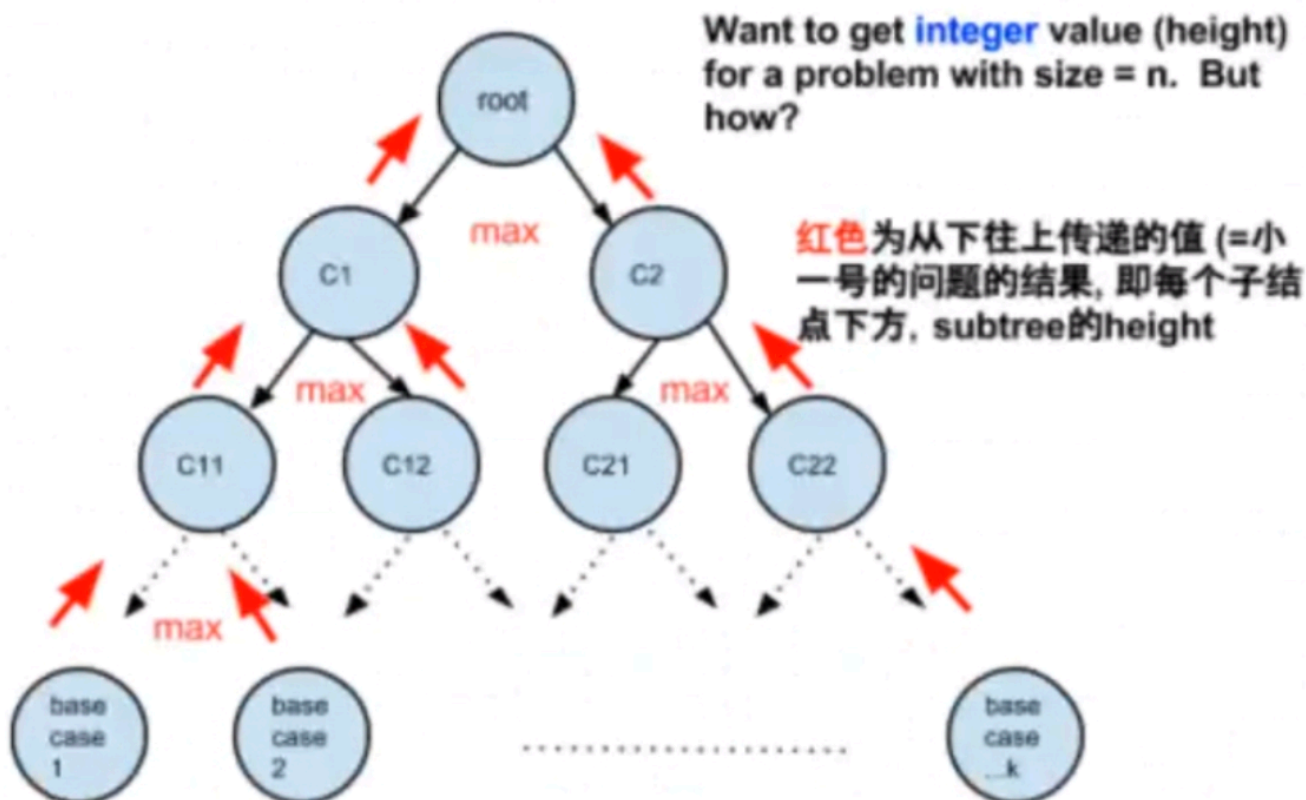 Want to get integer value (height)
for a problem with size = n.  But
how?
root
max
红色为从下往上传递的值 (=小
一号的问题的结果, 即每个子结
点下方, subtree的height
C1
C2
max
max
C11
C12
C21
C22
max
base
case
1
base
case
2
base
case
...k